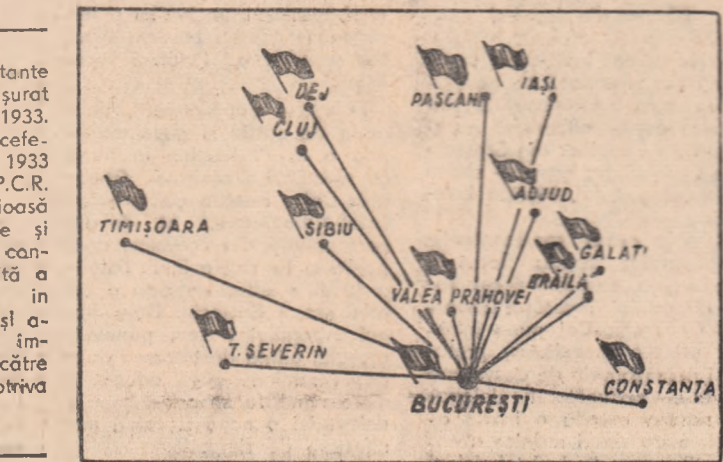 tante
șurat
1933.
cefe-
1933
P.C.R.
ioasă
e și
can-
tă a
in
și a-
îm-
către
otriva
DEJ
CLUJ
PASCANI
IAȘI
ADJUD
TIMIȘOARA
SIBIU
GALAȚI
BRĂILA
VALEA PRAHOVEI
T. SEVERIN
CONSTANȚA
BUCUREȘTI